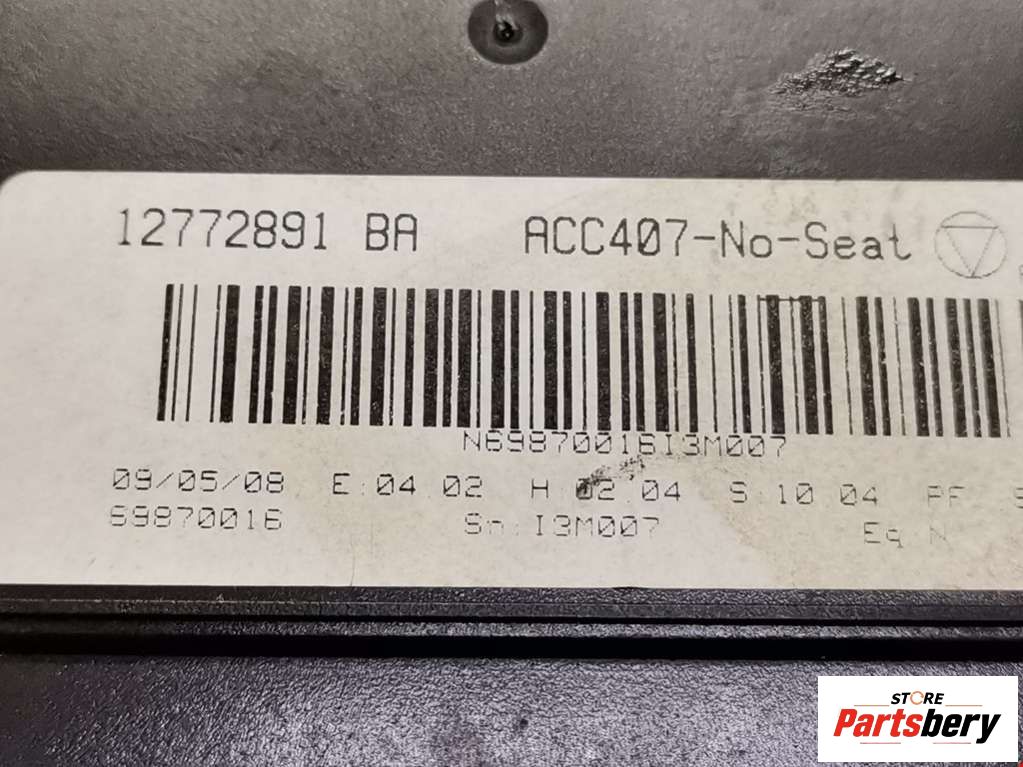 12772891 BA ACC407-No-Seat
N69870016I3M007
09/05/08 E:04.02 H:02.04 S:10.04 PF
69870016 Sn:I3M007 Eq N
STORE
Partsbery